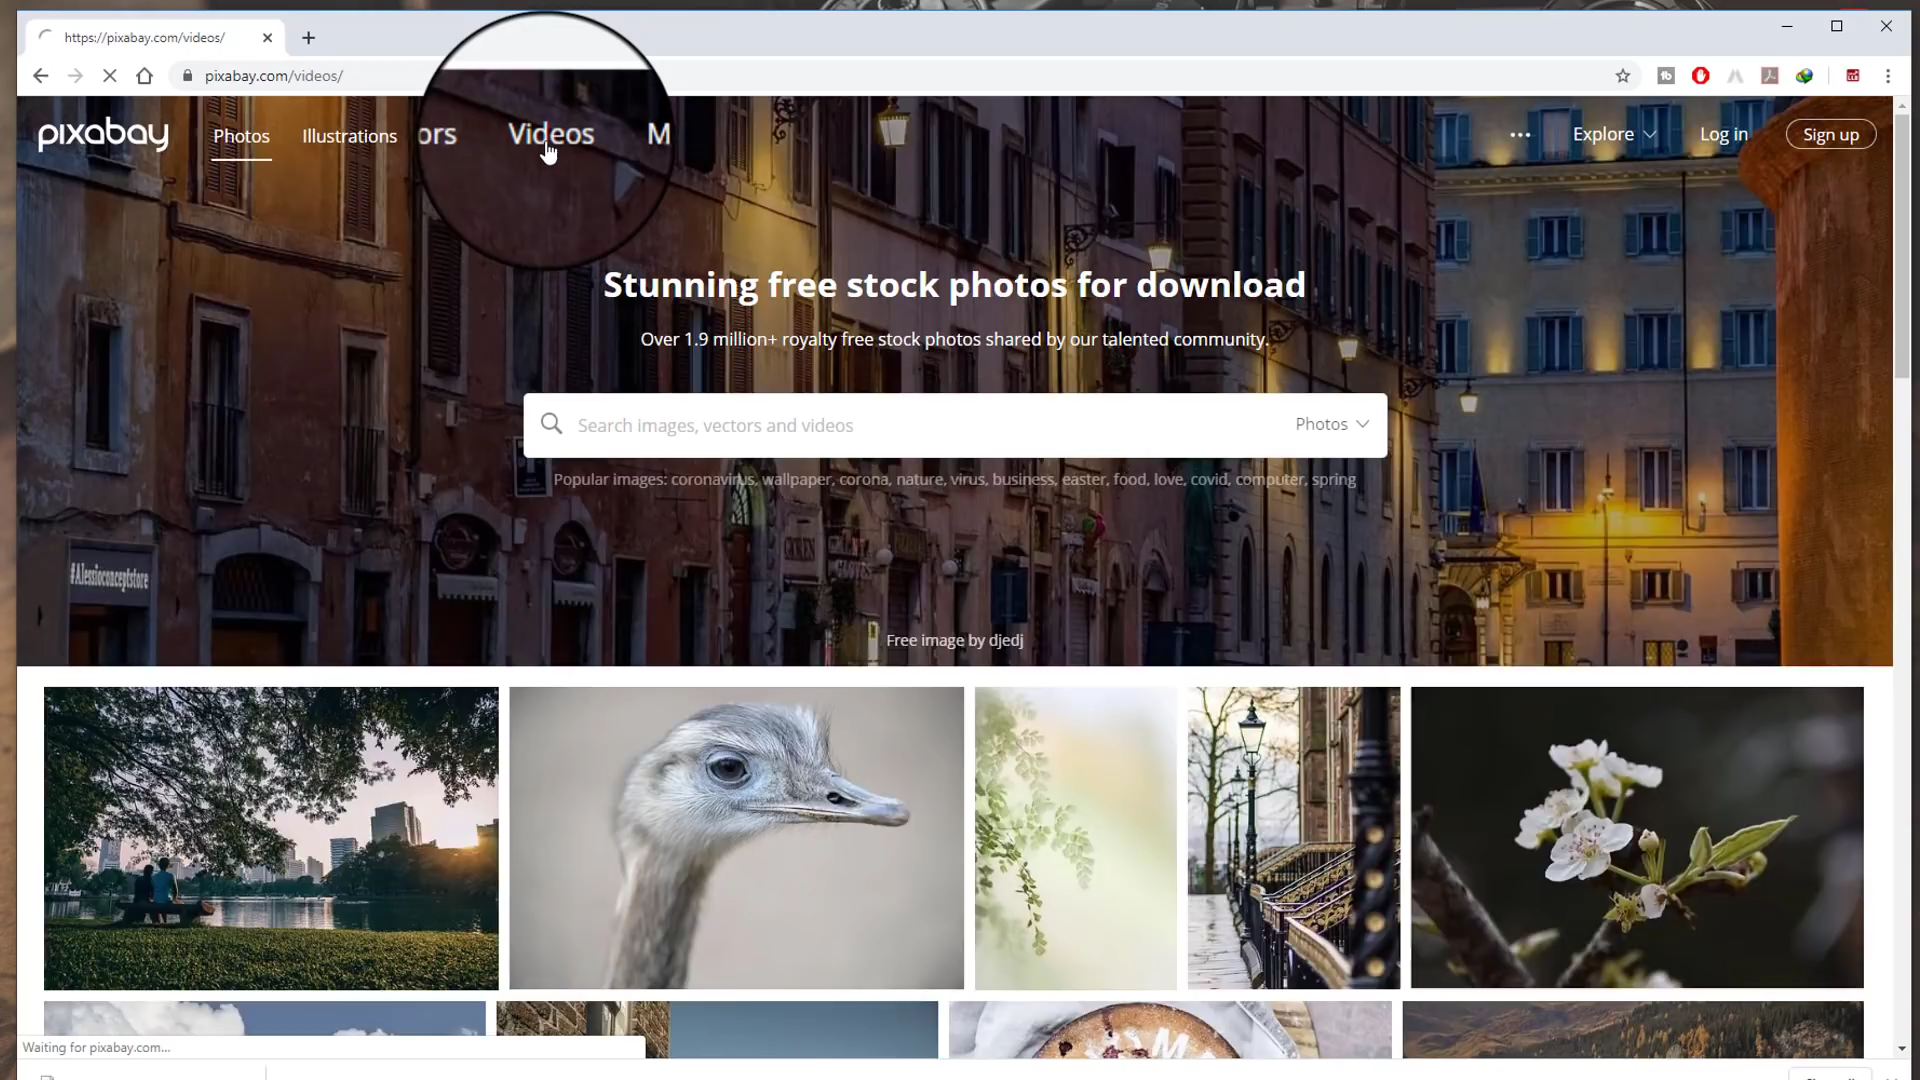 https://pixabay.com/videos/
pixabay.com/videos/
pixabay
Photos
Illustrations
ors
Videos
M
Explore
Log in
Sign up
Stunning free stock photos for download
Over 1.9 million+ royalty free stock photos shared by our talented community.
Search images, vectors and videos
Photos
Popular images: coronavirus, wallpaper, corona, nature, virus, business, easter, food, love, covid, computer, spring
#Alessioconceptstore
Free image by djedj
Waiting for pixabay.com...